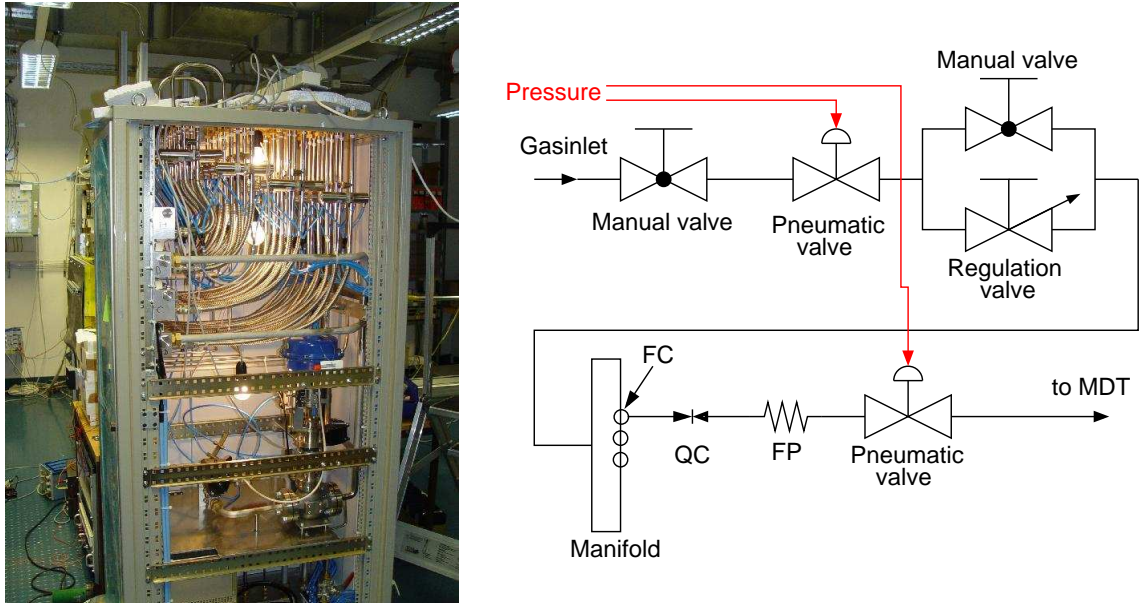 Manual valve
Pressure
Gasinlet
Manual valve
Pneumatic
valve
Regulation
valve
FC
to MDT
QC
FP
Pneumatic
valve
Manifold